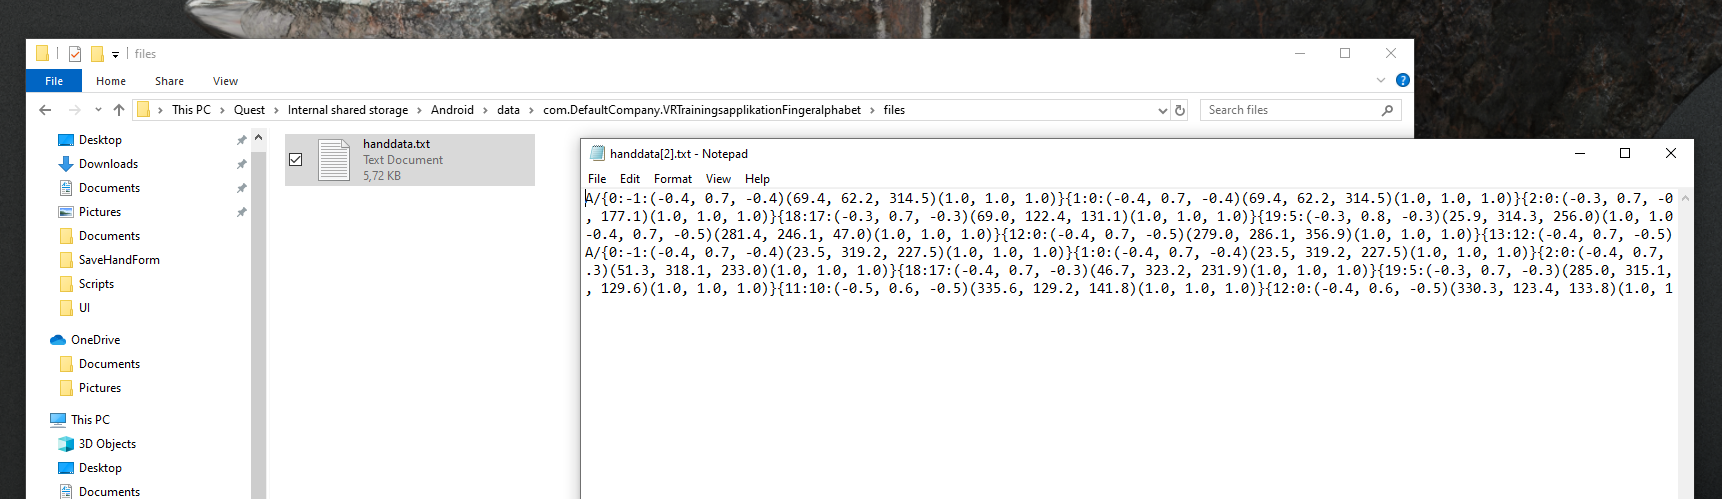 files
File
Home
Share
View
This PC > Quest > Internal shared storage > Android > data > com.DefaultCompany.VRTrainingsapplikationFingeralphabet > files
Search files
Desktop
Downloads
Documents
Pictures
Documents
SaveHandForm
Scripts
UI
OneDrive
Documents
Pictures
This PC
3D Objects
Desktop
Documents
handdata.txt
Text Document
5,72 KB
handdata[2].txt - Notepad
File Edit Format View Help
A/{0:-1:(-0.4, 0.7, -0.4)(69.4, 62.2, 314.5)(1.0, 1.0, 1.0)}{1:0:(-0.4, 0.7, -0.4)(69.4, 62.2, 314.5)(1.0, 1.0, 1.0)}{2:0:(-0.3, 0.7, -0
, 177.1)(1.0, 1.0, 1.0)}{18:17:(-0.3, 0.7, -0.3)(69.0, 122.4, 131.1)(1.0, 1.0, 1.0)}{19:5:(-0.3, 0.8, -0.3)(25.9, 314.3, 256.0)(1.0, 1.0
-0.4, 0.7, -0.5)(281.4, 246.1, 47.0)(1.0, 1.0, 1.0)}{12:0:(-0.4, 0.7, -0.5)(279.0, 286.1, 356.9)(1.0, 1.0, 1.0)}{13:12:(-0.4, 0.7, -0.5)
A/{0:-1:(-0.4, 0.7, -0.4)(23.5, 319.2, 227.5)(1.0, 1.0, 1.0)}{1:0:(-0.4, 0.7, -0.4)(23.5, 319.2, 227.5)(1.0, 1.0, 1.0)}{2:0:(-0.4, 0.7,
.3)(51.3, 318.1, 233.0)(1.0, 1.0, 1.0)}{18:17:(-0.4, 0.7, -0.3)(46.7, 323.2, 231.9)(1.0, 1.0, 1.0)}{19:5:(-0.3, 0.7, -0.3)(285.0, 315.1,
, 129.6)(1.0, 1.0, 1.0)}{11:10:(-0.5, 0.6, -0.5)(335.6, 129.2, 141.8)(1.0, 1.0, 1.0)}{12:0:(-0.4, 0.6, -0.5)(330.3, 123.4, 133.8)(1.0, 1